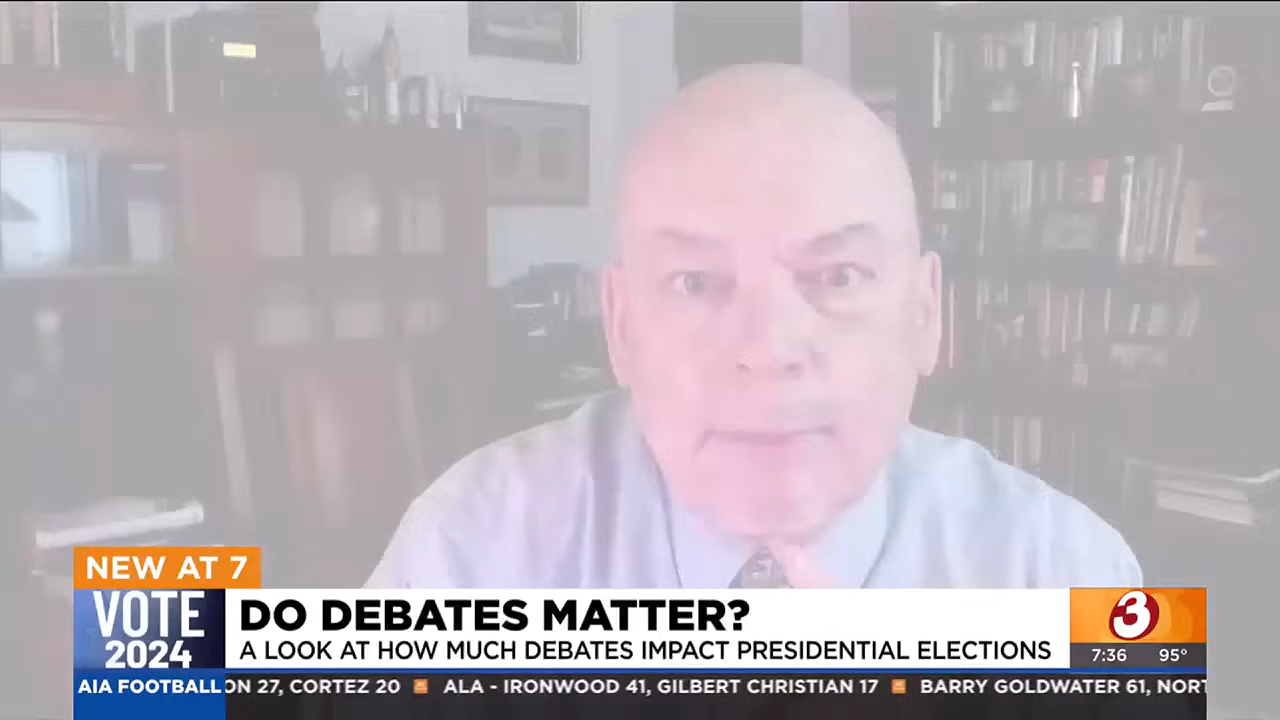 NEW AT 7
VOTE
2024
DO DEBATES MATTER?
A LOOK AT HOW MUCH DEBATES IMPACT PRESIDENTIAL ELECTIONS
3
7:36 95°
AIA FOOTBALL ON 27, CORTEZ 20 ALA - IRONWOOD 41, GILBERT CHRISTIAN 17 BARRY GOLDWATER 61, NORT